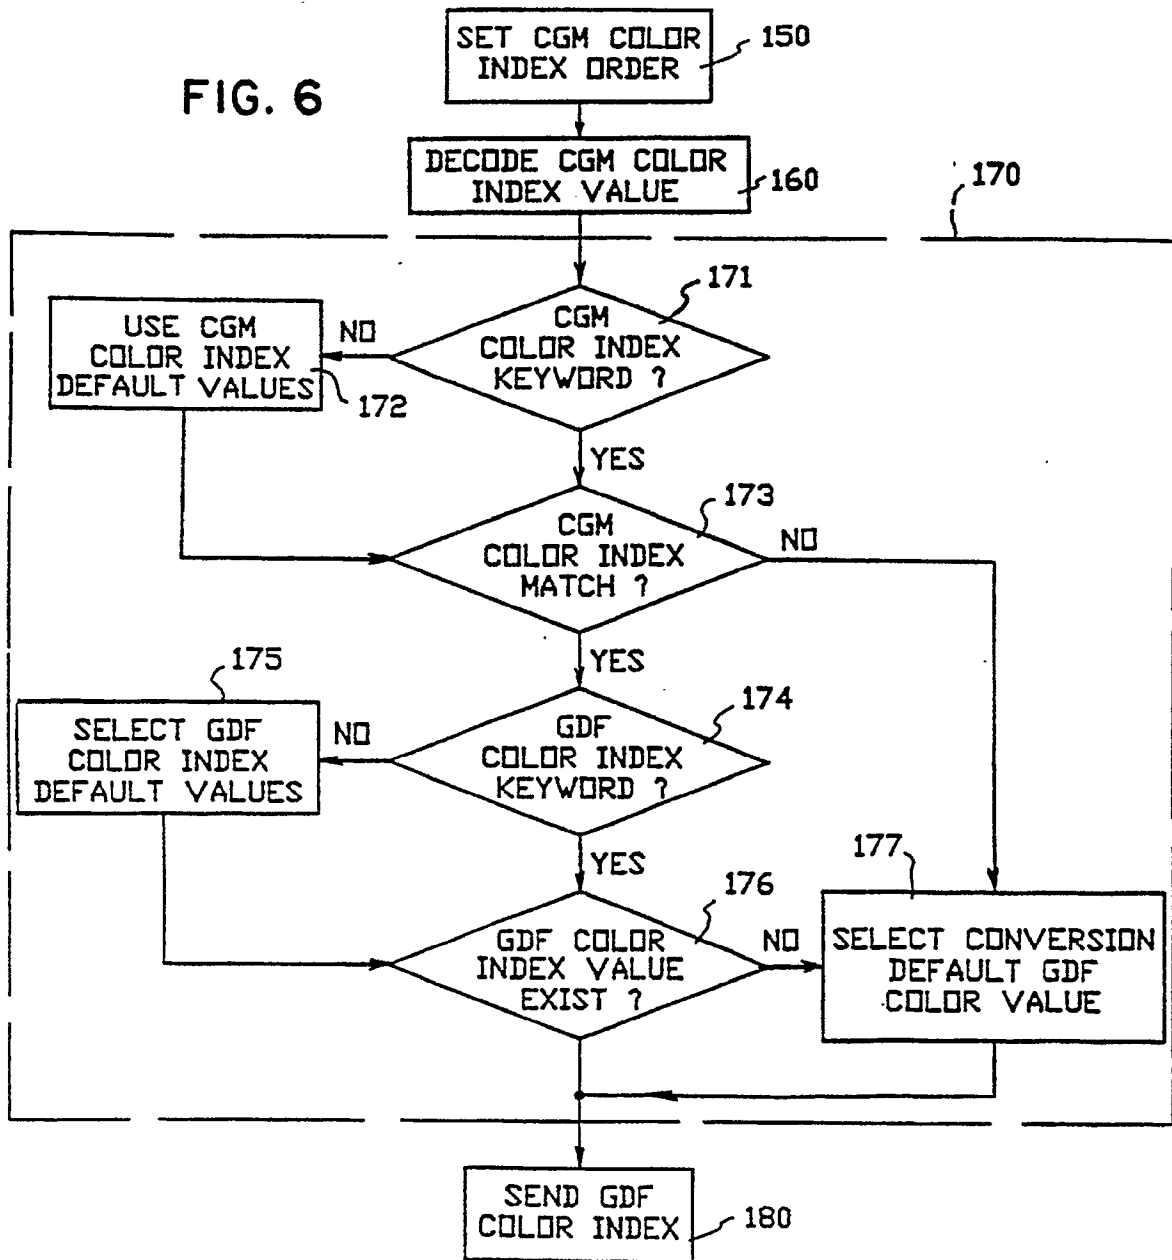 SET CGM COLOR
INDEX ORDER
150
FIG. 6
DECODE CGM COLOR
INDEX VALUE
160
170
171
CGM
COLOR INDEX
KEYWORD ?
NO
USE CGM
COLOR INDEX
DEFAULT VALUES
172
YES
173
CGM
COLOR INDEX
MATCH ?
NO
YES
175
174
SELECT GDF
COLOR INDEX
DEFAULT VALUES
NO
GDF
COLOR INDEX
KEYWORD ?
YES
177
176
GDF COLOR
INDEX VALUE
EXIST ?
NO
SELECT CONVERSION
DEFAULT GDF
COLOR VALUE
SEND GDF
COLOR INDEX
180